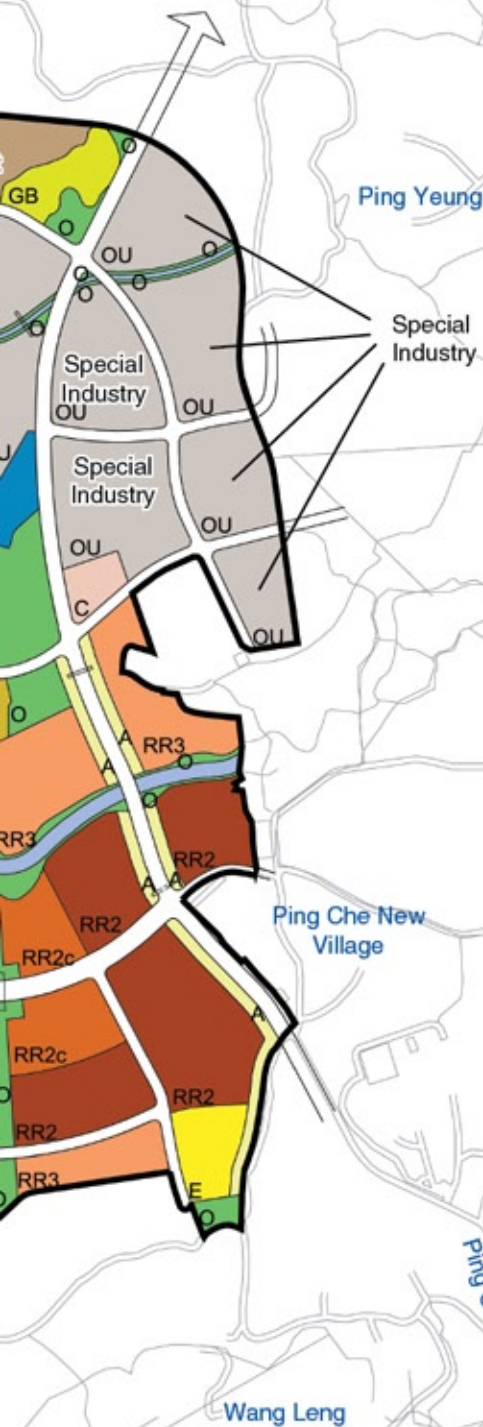 O
GB
Ping Yeung
O
OU
O
O
O
O
O
Special
Industry
Special
Industry
OU
OU
Special
Industry
OU
OU
C
OU
O
A
RR3
A
O
O
RR3
RR2
A
A
RR2
Ping Che New
Village
RR2c
A
RR2c
O
RR2
RR2
RR3
E
O
O
Ping
Wang Leng